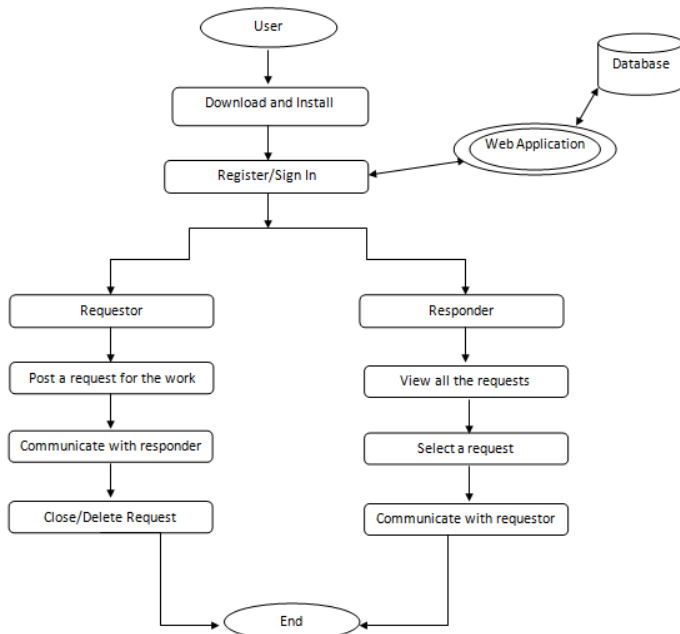 User
Database
Download and Install
Web Application
Register/Sign In
Requestor
Responder
Post a request for the work
View all the requests
Communicate with responder
Select a request
Close/Delete Request
Communicate with requestor
End